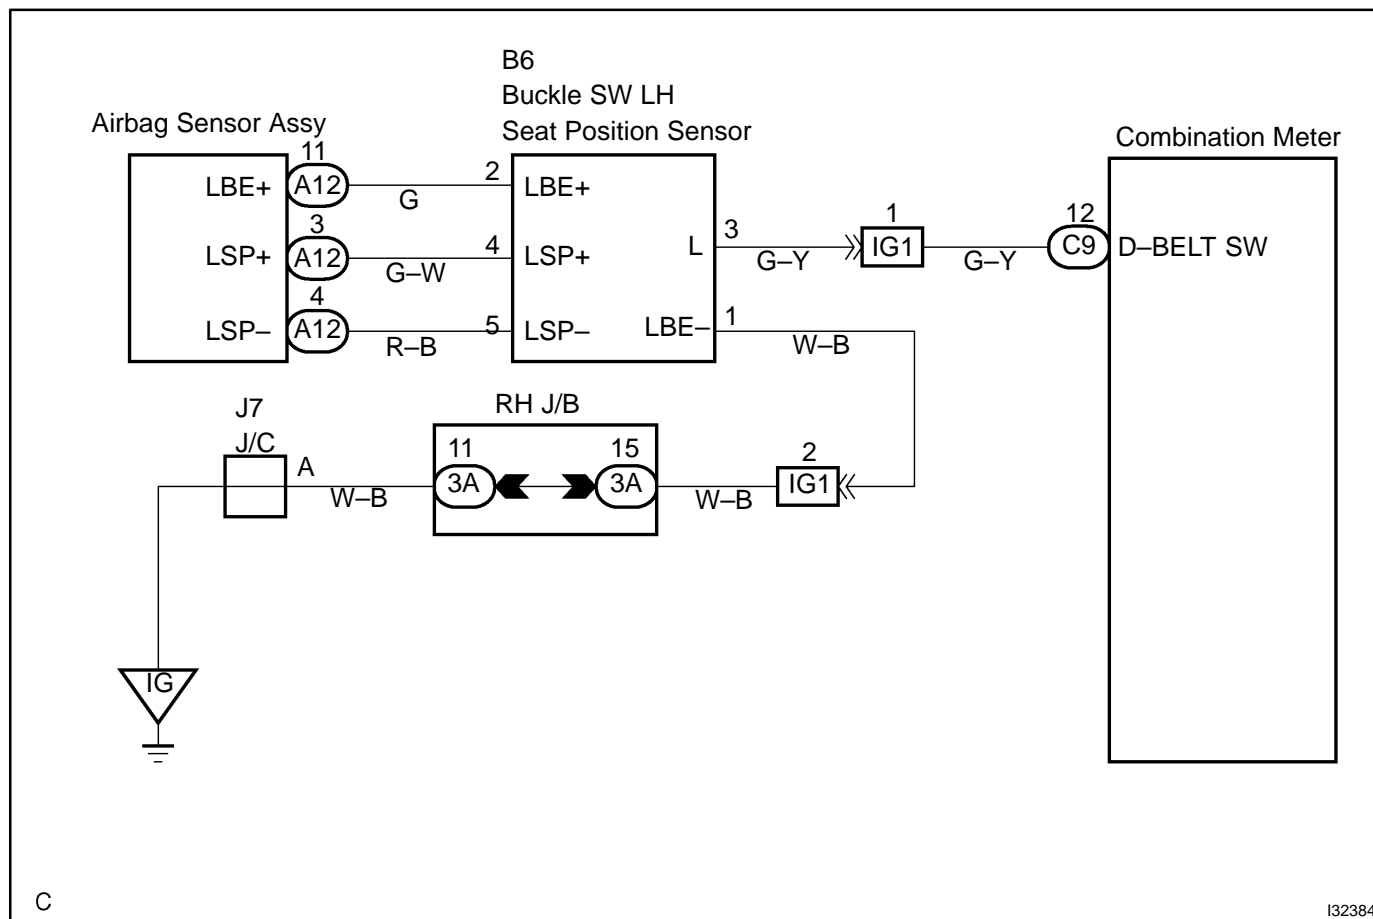 B6
Buckle SW LH
Seat Position Sensor
Airbag Sensor Assy
Combination Meter
11
LBE+
A12
G
2
LBE+
3
LSP+
A12
G–W
4
LSP+
4
LSP–
A12
R–B
5
LSP–
L
3
G–Y
1
IG1
G–Y
12
C9
D–BELT SW
LBE–
1
W–B
J7
J/C
A
W–B
RH J/B
11
3A
15
3A
W–B
2
IG1
IG
C
I32384